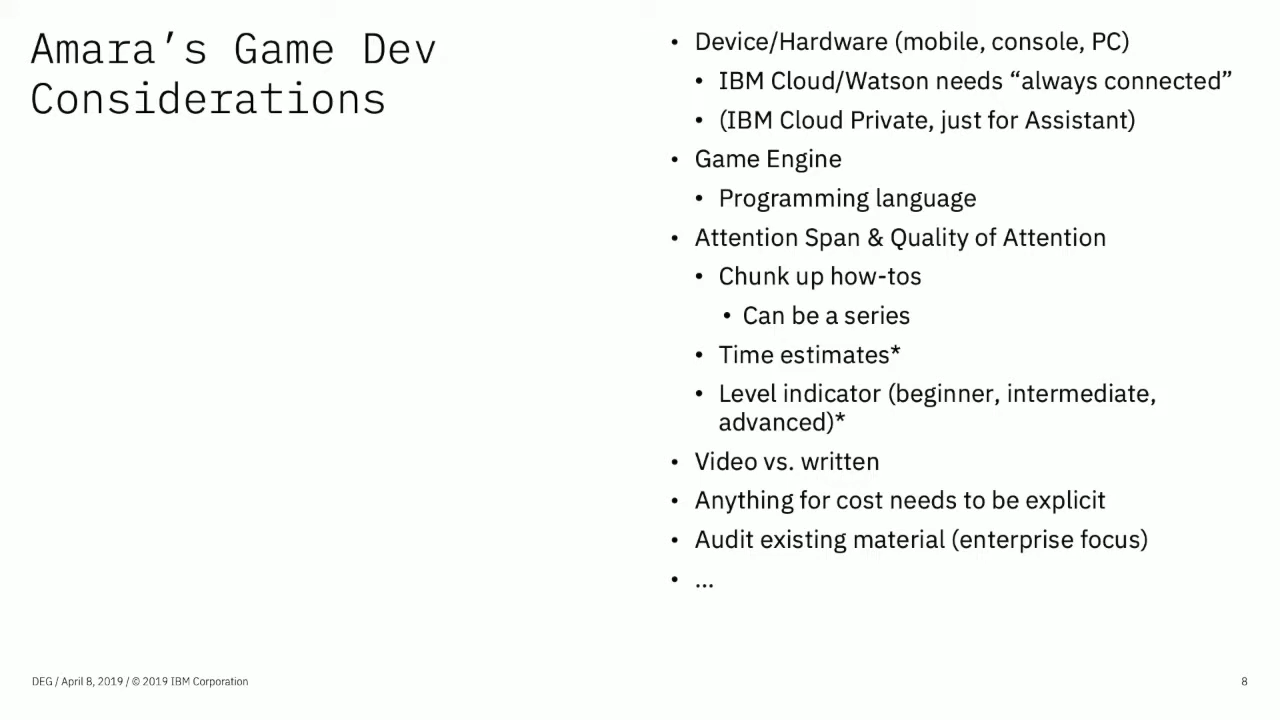 Amara’s Game Dev
Considerations
• Device/Hardware (mobile, console, PC)
• IBM Cloud/Watson needs “always connected”
• (IBM Cloud Private, just for Assistant)
• Game Engine
• Programming language
• Attention Span & Quality of Attention
• Chunk up how-tos
• Can be a series
• Time estimates*
• Level indicator (beginner, intermediate,
advanced)*
• Video vs. written
• Anything for cost needs to be explicit
• Audit existing material (enterprise focus)
• …
DEG / April 8, 2019 / © 2019 IBM Corporation
8